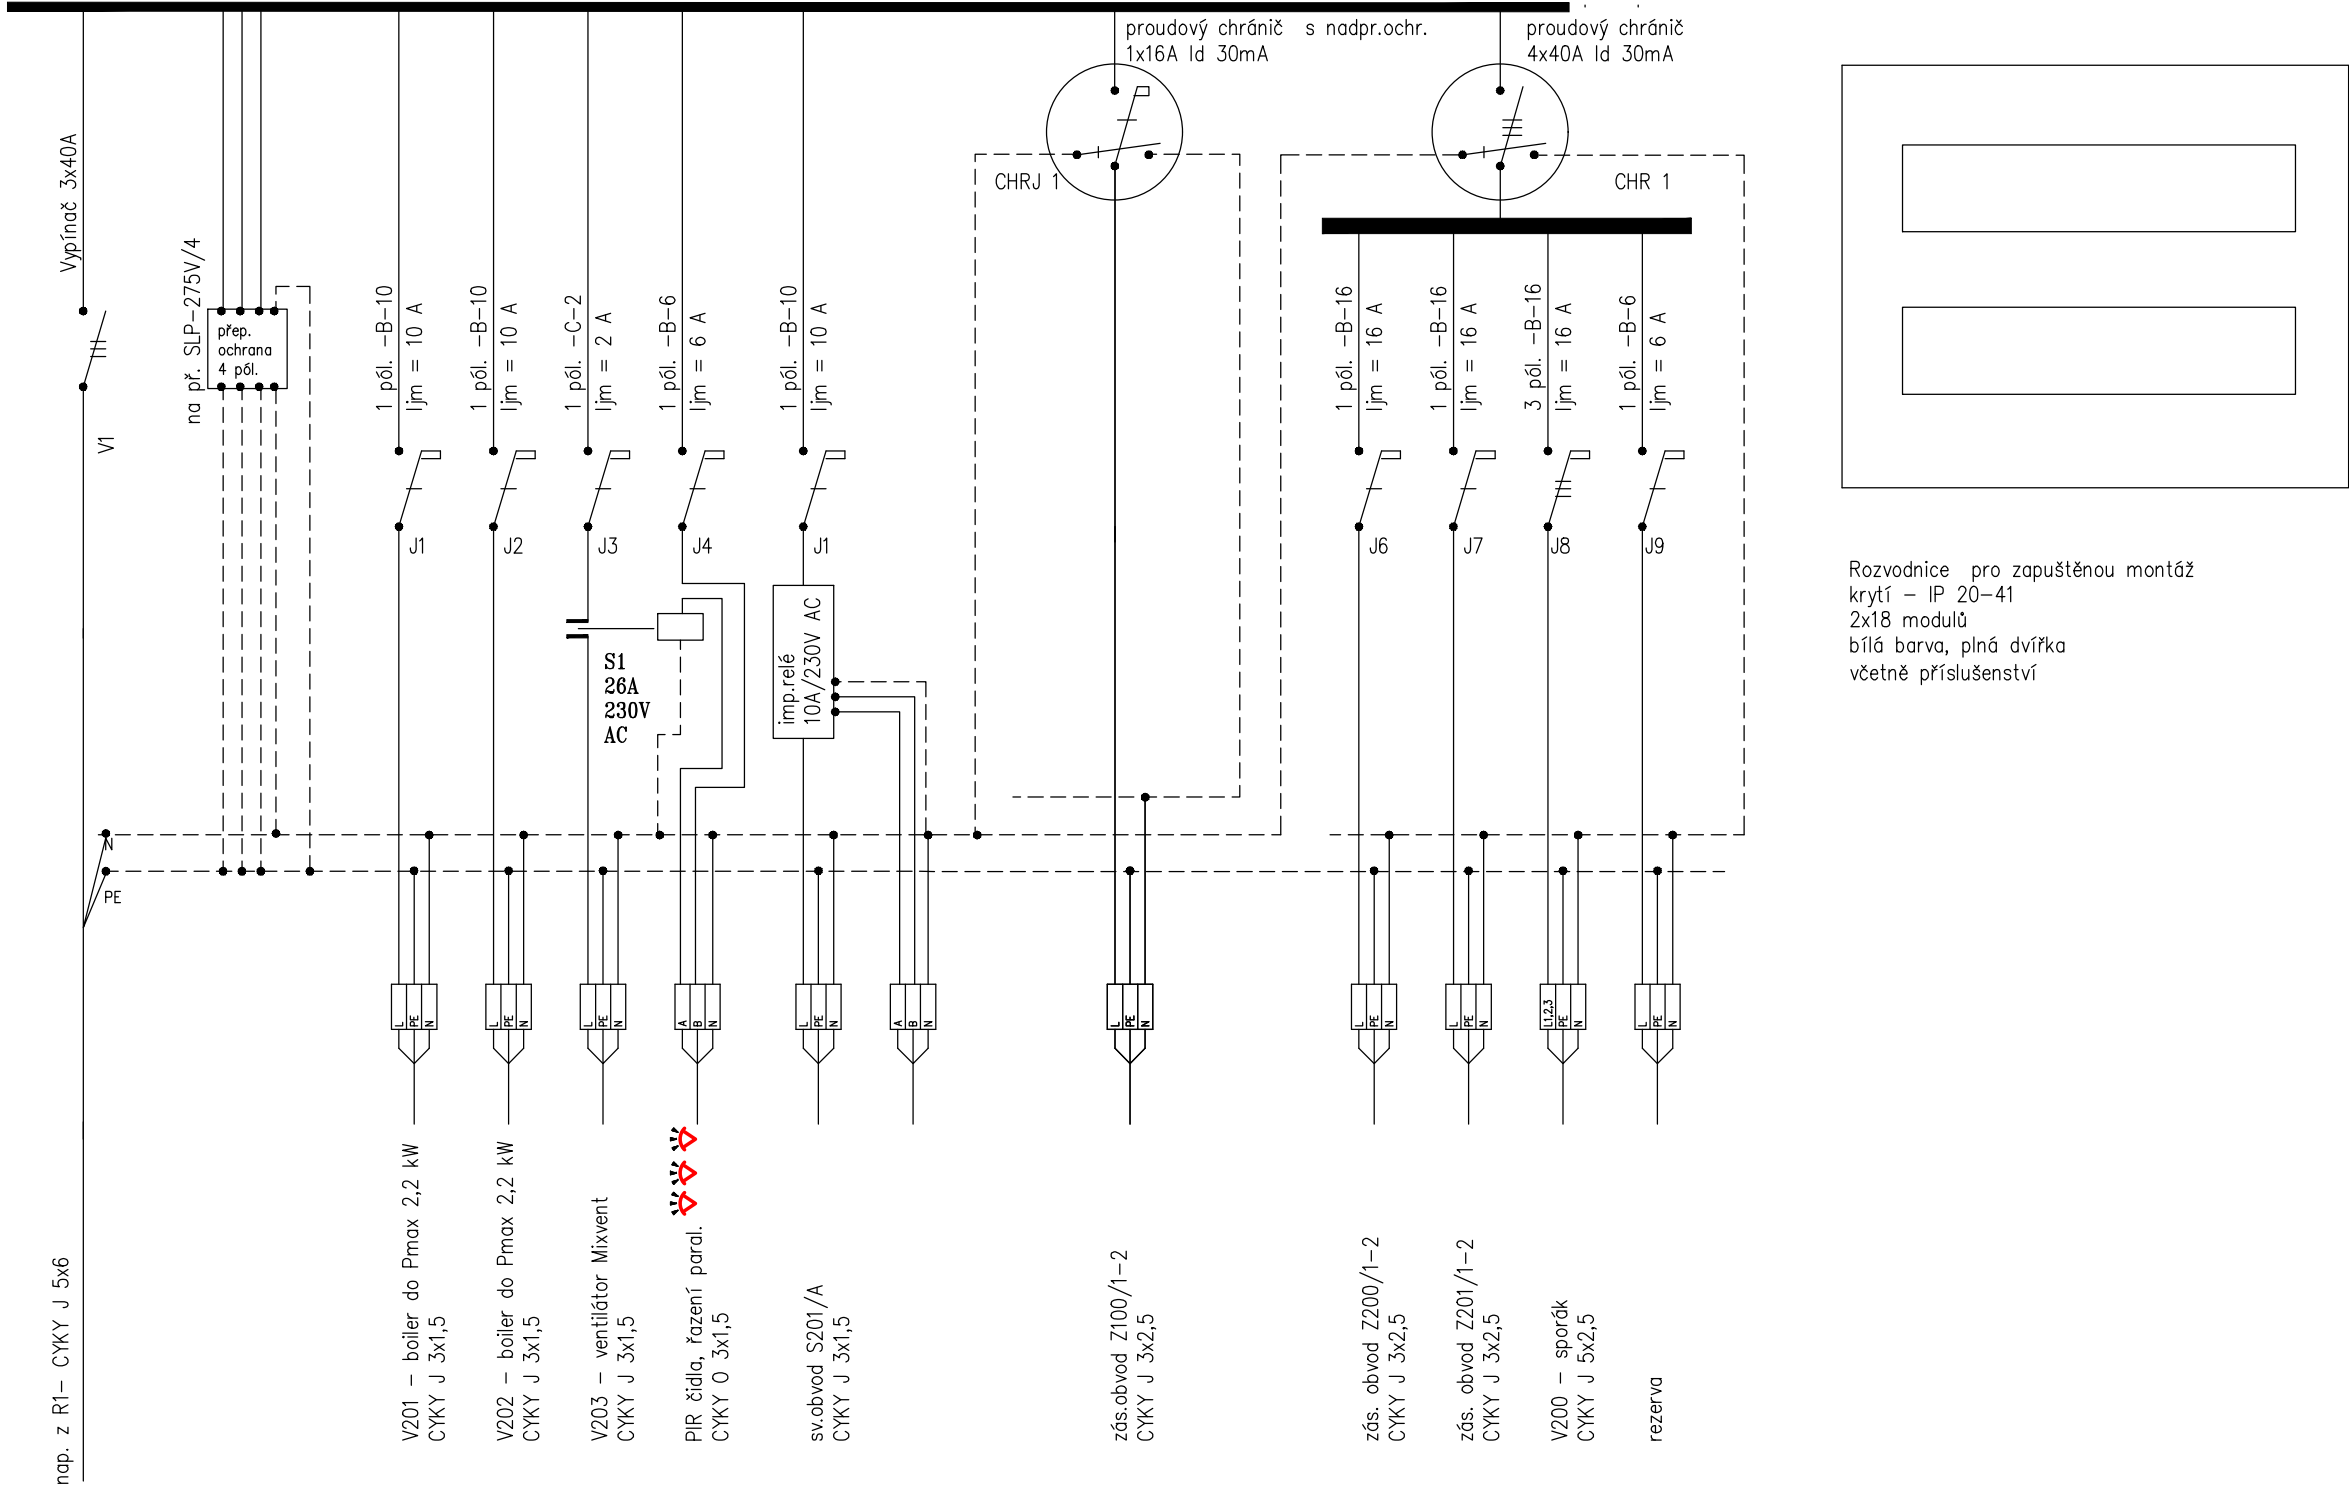 proudový chránič s nadpr.ochr.
1x16A Id 30mA
proudový chránič
4x40A Id 30mA
Vypínač 3x40A
V1
na př. SLP-275V/4
přep.
ochrana
4 pól.
1 pól. -B-10
Ijm = 10 A
J1
1 pól. -B-10
Ijm = 10 A
J2
1 pól. -C-2
Ijm = 2 A
J3
1 pól. -B-6
Ijm = 6 A
J4
1 pól. -B-10
Ijm = 10 A
J1
CHRJ 1
CHR 1
1 pól. -B-16
Ijm = 16 A
J6
1 pól. -B-16
Ijm = 16 A
J7
3 pól. -B-16
Ijm = 16 A
J8
1 pól. -B-6
Ijm = 6 A
J9
S1
26A
230V
AC
imp.relé
10A/230V AC
Rozvodnice pro zapuštěnou montáž
krytí - IP 20-41
2x18 modulů
bílá barva, plná dvířka
včetně příslušenství
N
PE
L PE N
L PE N
L PE N
A B N
L PE N
A B N
L PE N
L PE N
L PE N
L1,2,3 PE N
L PE N
nap. z R1- CYKY J 5x6
V201 - boiler do Pmax 2,2 kW
CYKY J 3x1,5
V202 - boiler do Pmax 2,2 kW
CYKY J 3x1,5
V203 - ventilátor Mixvent
CYKY J 3x1,5
PIR čidla, řazení paral.
CYKY O 3x1,5
sv.obvod S201/A
CYKY J 3x1,5
zás.obvod Z100/1-2
CYKY J 3x2,5
zás. obvod Z200/1-2
CYKY J 3x2,5
zás. obvod Z201/1-2
CYKY J 3x2,5
V200 - sporák
CYKY J 5x2,5
rezerva